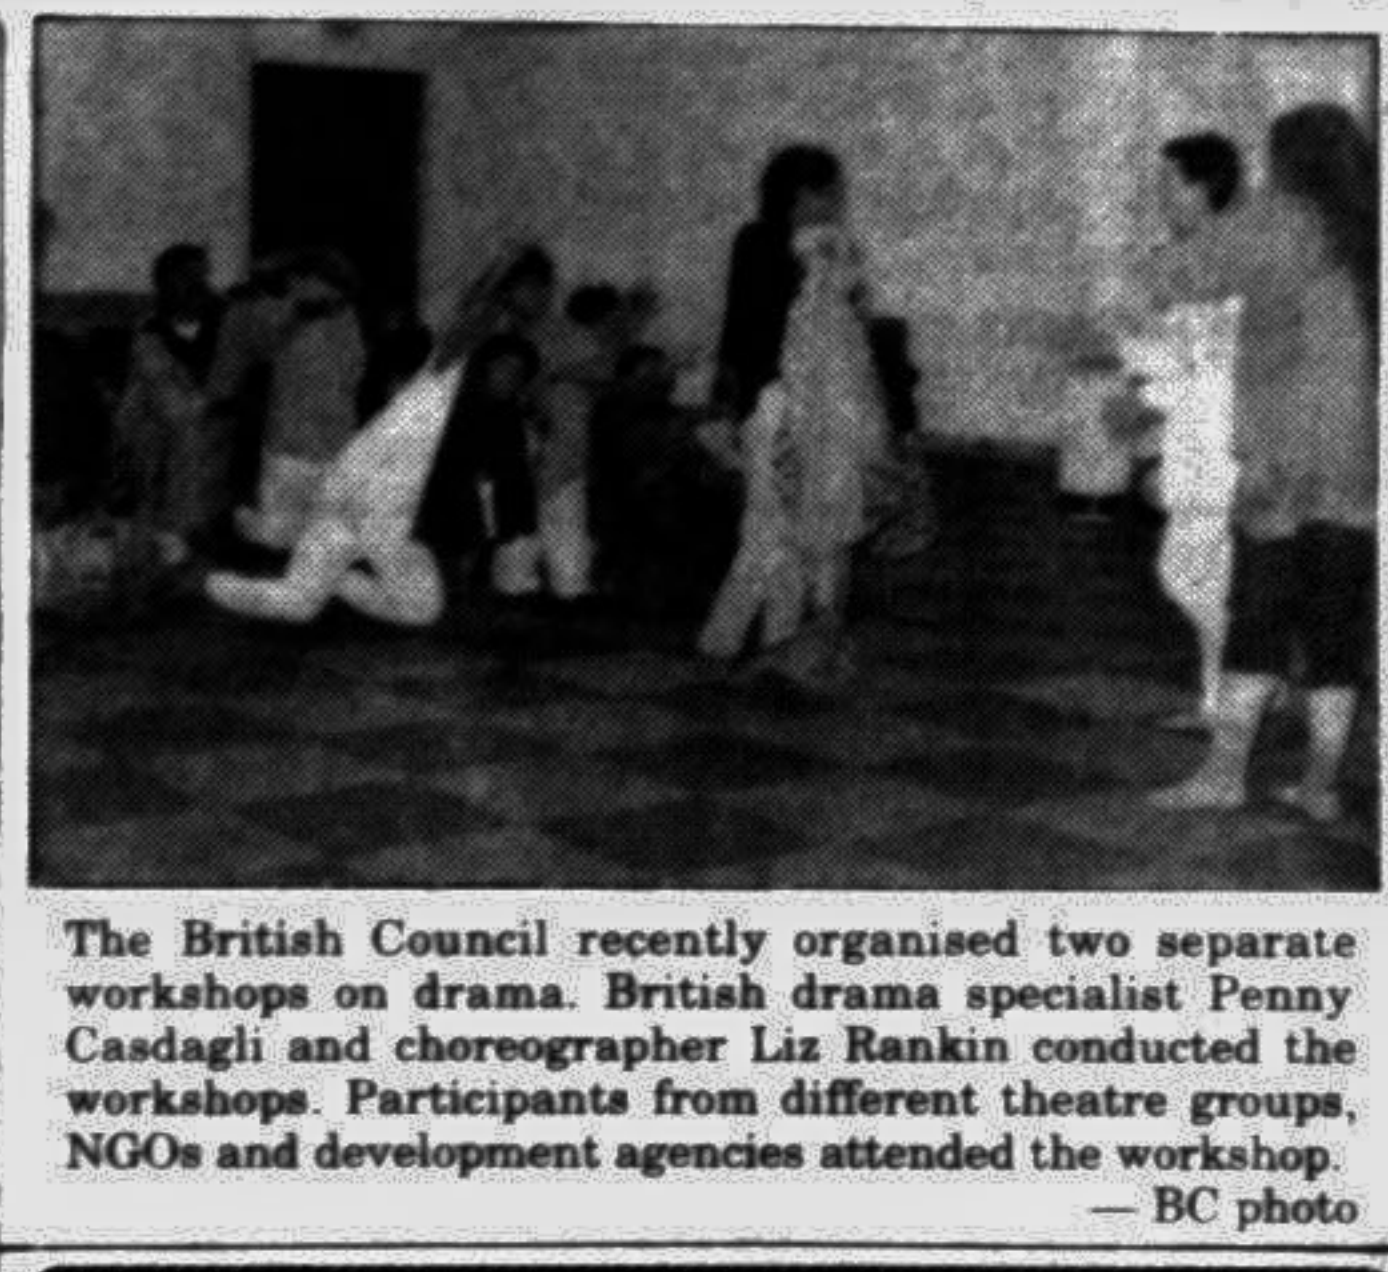 The British Council recently organised two separate
workshops on drama. British drama specialist Penny
Casdagli and choreographer Liz Rankin conducted the
workshops. Participants from different theatre groups,
NGOs and development agencies attended the workshop.
— BC photo